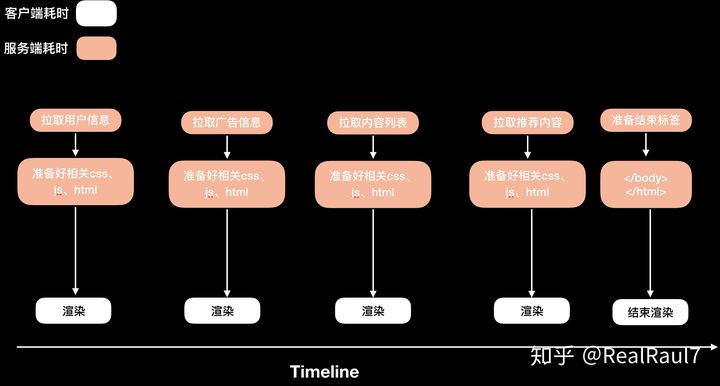 客户端耗时
服务端耗时
拉取用户信息
拉取广告信息
拉取内容列表
拉取推荐内容
准备结束标签
准备好相关css、
js、html
准备好相关css、
js、html
准备好相关css、
js、html
准备好相关css、
js、html
</body>
</html>
渲染
渲染
渲染
渲染
结束渲染
Timeline
知乎 @RealRaul7